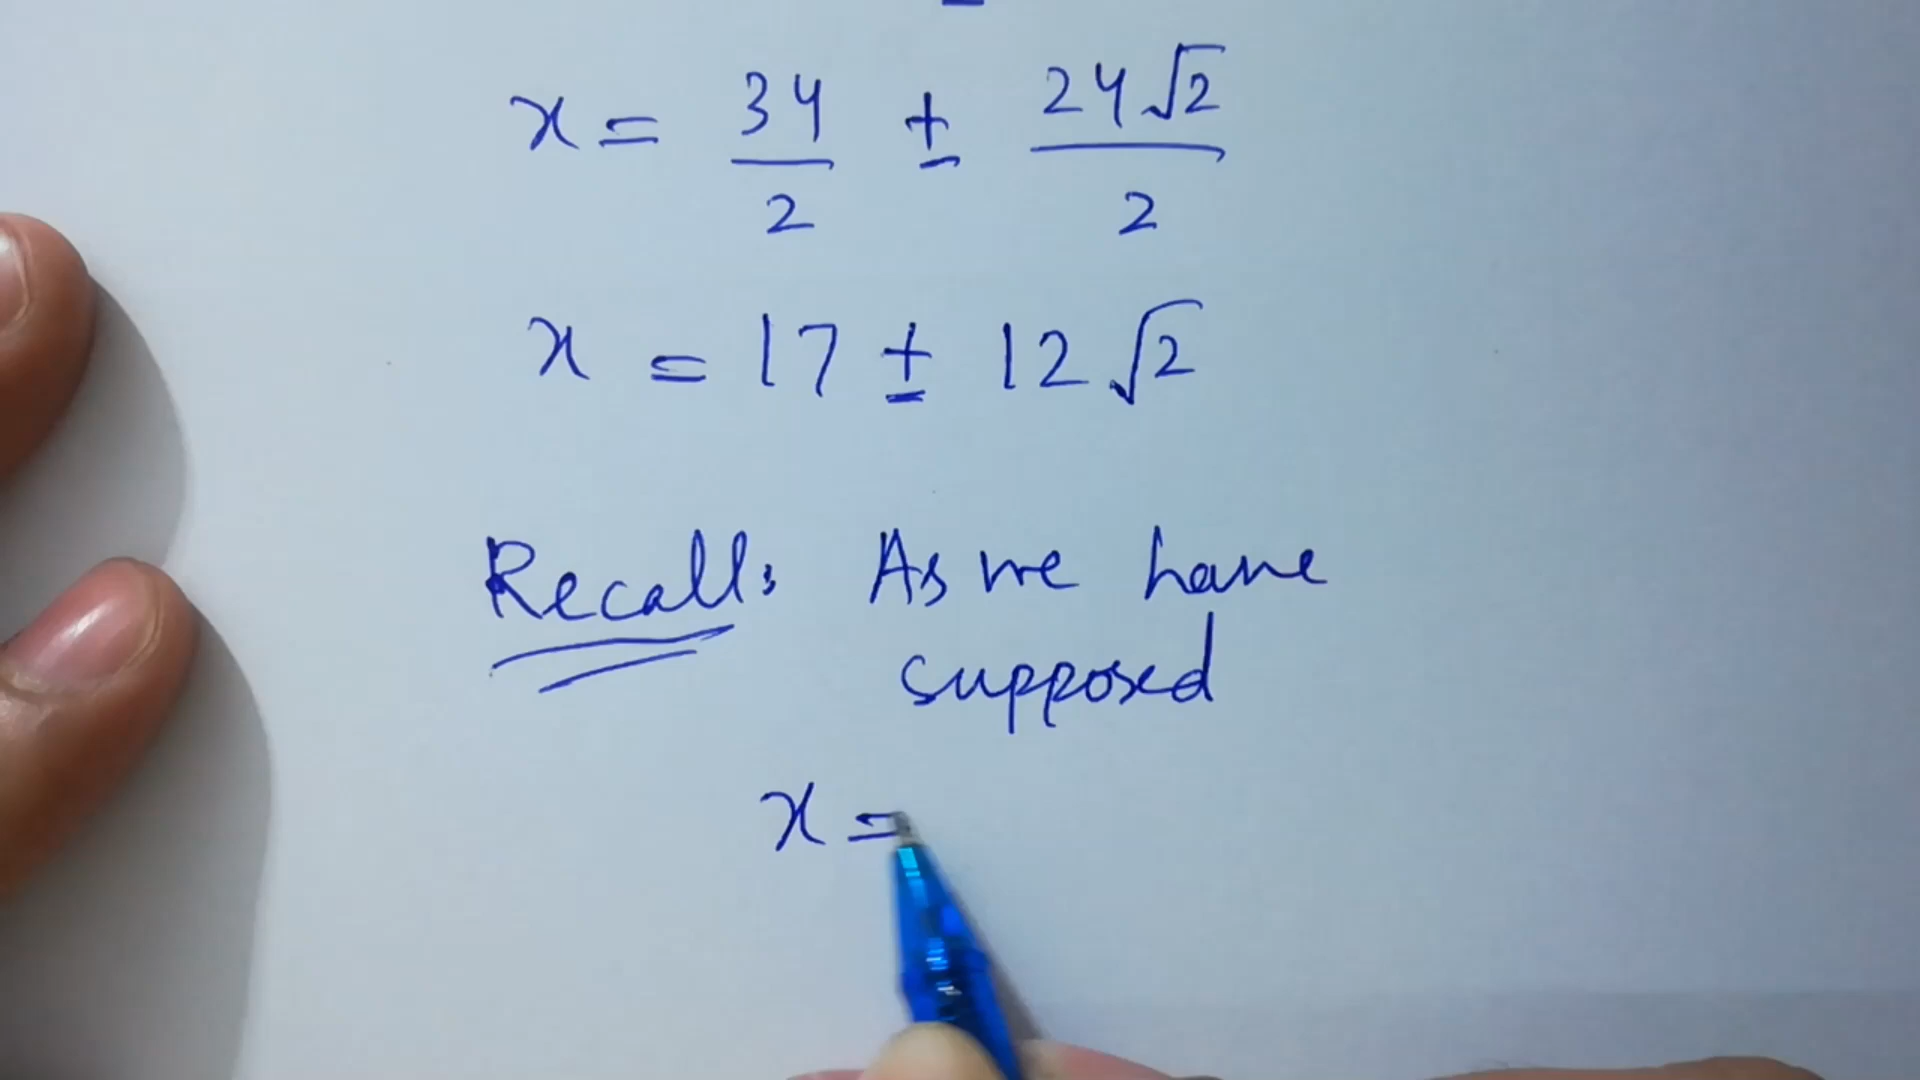 x = 34/2 ± 24√2/2
x = 17 ± 12√2
Recall: As we have
supposed
x =